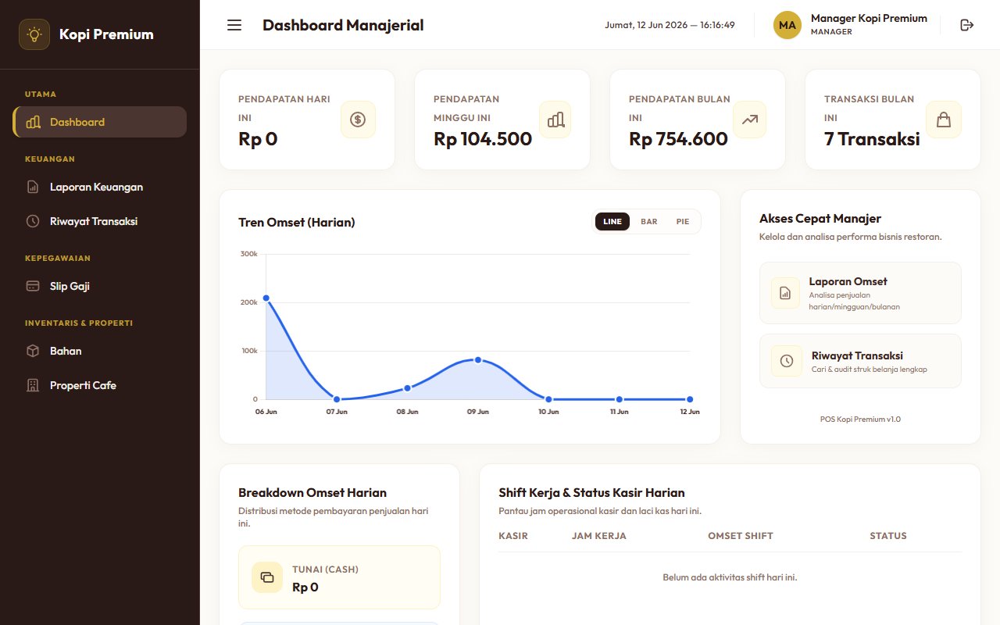 Kopi Premium
UTAMA
Dashboard
KEUANGAN
Laporan Keuangan
Riwayat Transaksi
KEPEGAWAIAN
Slip Gaji
INVENTARIS & PROPERTI
Bahan
Properti Cafe
Dashboard Manajerial
Jumat, 12 Jun 2026 — 16:16:49
MA
Manager Kopi Premium
MANAGER
PENDAPATAN HARI
INI
Rp 0
PENDAPATAN
MINGGU INI
Rp 104.500
PENDAPATAN BULAN
INI
Rp 754.600
TRANSAKSI BULAN
INI
7 Transaksi
Tren Omset (Harian)
LINE BAR PIE
300k
200k
100k
0
06 Jun 07 Jun 08 Jun 09 Jun 10 Jun 11 Jun 12 Jun
Akses Cepat Manajer
Kelola dan analisa performa bisnis restoran.
Laporan Omset
Analisa penjualan
harian/mingguan/bulanan
Riwayat Transaksi
Cari & audit struk belanja lengkap
POS Kopi Premium v1.0
Breakdown Omset Harian
Distribusi metode pembayaran penjualan hari
ini.
TUNAI (CASH)
Rp 0
Shift Kerja & Status Kasir Harian
Pantau jam operasional kasir dan laci kas hari ini.
KASIR JAM KERJA OMSET SHIFT STATUS
Belum ada aktivitas shift hari ini.